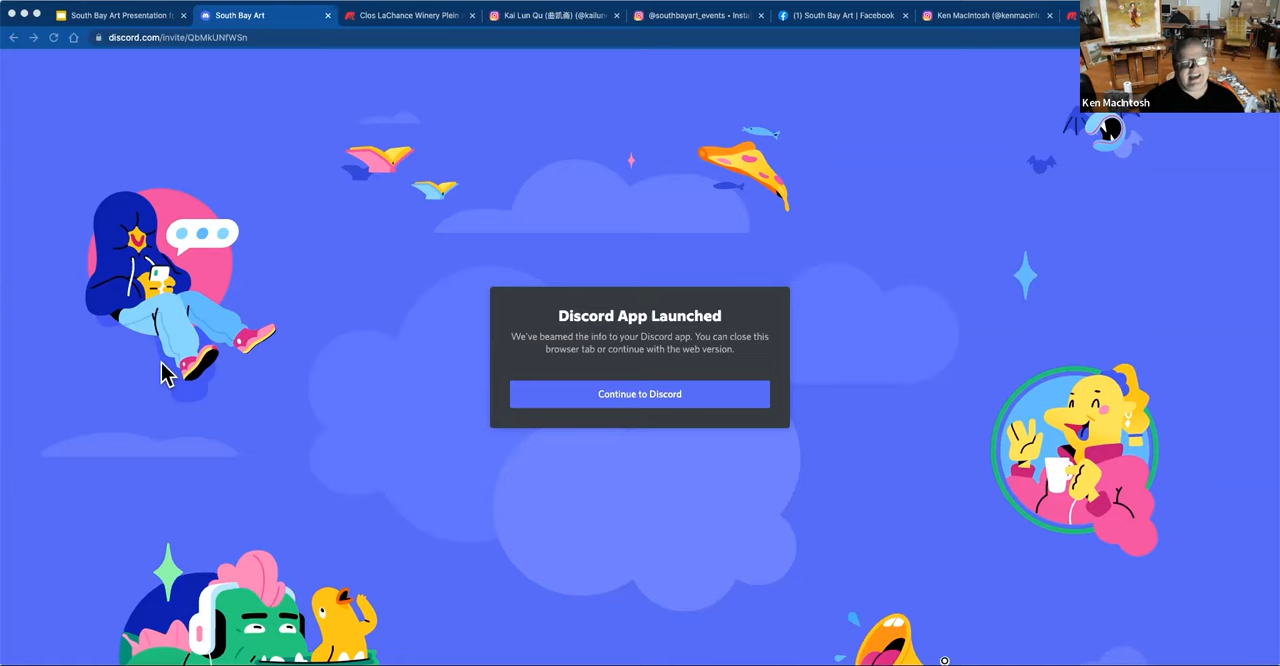 South Bay Art Presentation fo
South Bay Art
Clos LaChance Winery Plein
Kai Lun Qu (曲凯画) (@kailun
@southbayart_events • Insta
(1) South Bay Art | Facebook
Ken MacIntosh (@kenmacint
discord.com/invite/QbMkUNfWSn
Ken MacIntosh
Discord App Launched
We've beamed the info to your Discord app. You can close this
browser tab or continue with the web version.
Continue to Discord